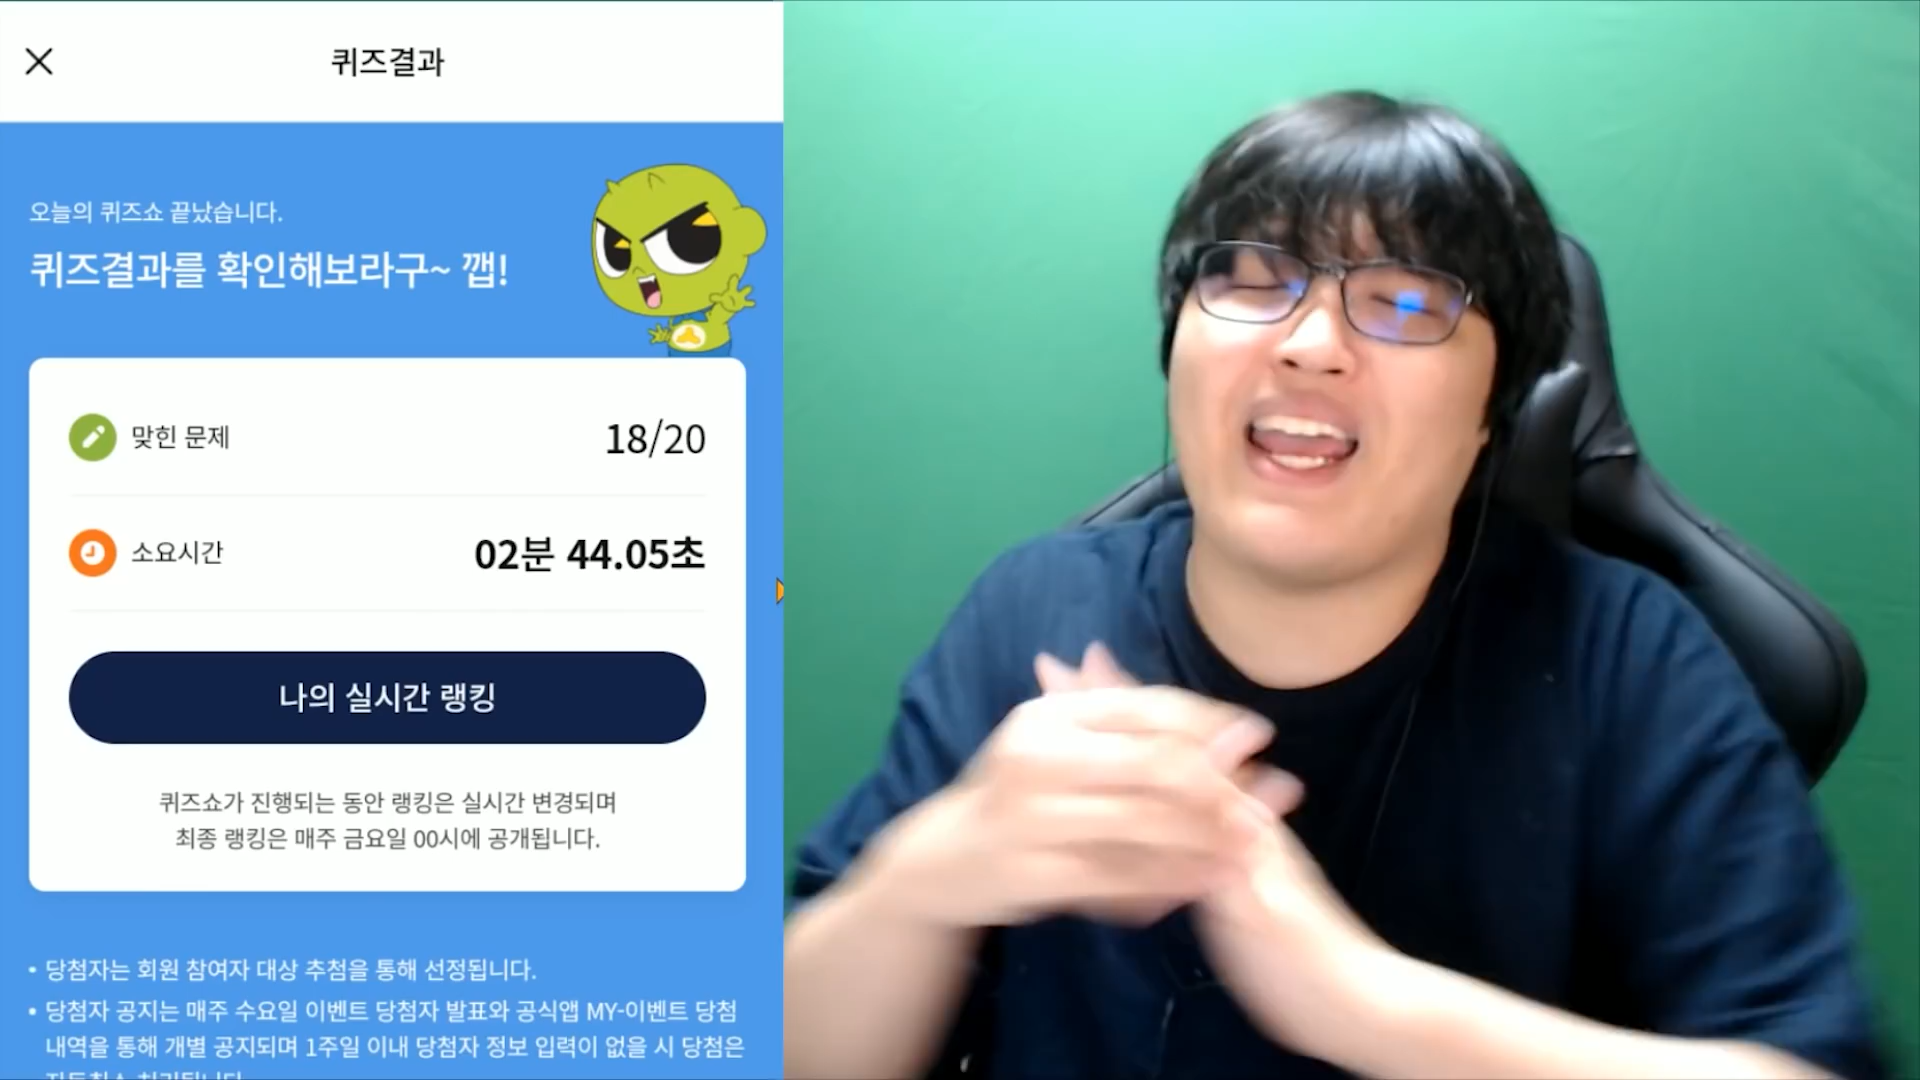 퀴즈결과
오늘의 퀴즈쇼 끝났습니다.
퀴즈결과를 확인해보라구~ 깹!
맞힌 문제
18/20
소요시간
02분 44.05초
나의 실시간 랭킹
퀴즈쇼가 진행되는 동안 랭킹은 실시간 변경되며
최종 랭킹은 매주 금요일 00시에 공개됩니다.
• 당첨자는 회원 참여자 대상 추첨을 통해 선정됩니다.
• 당첨자 공지는 매주 수요일 이벤트 당첨자 발표와 공식앱 MY-이벤트 당첨
내역을 통해 개별 공지되며 1주일 이내 당첨자 정보 입력이 없을 시 당첨은